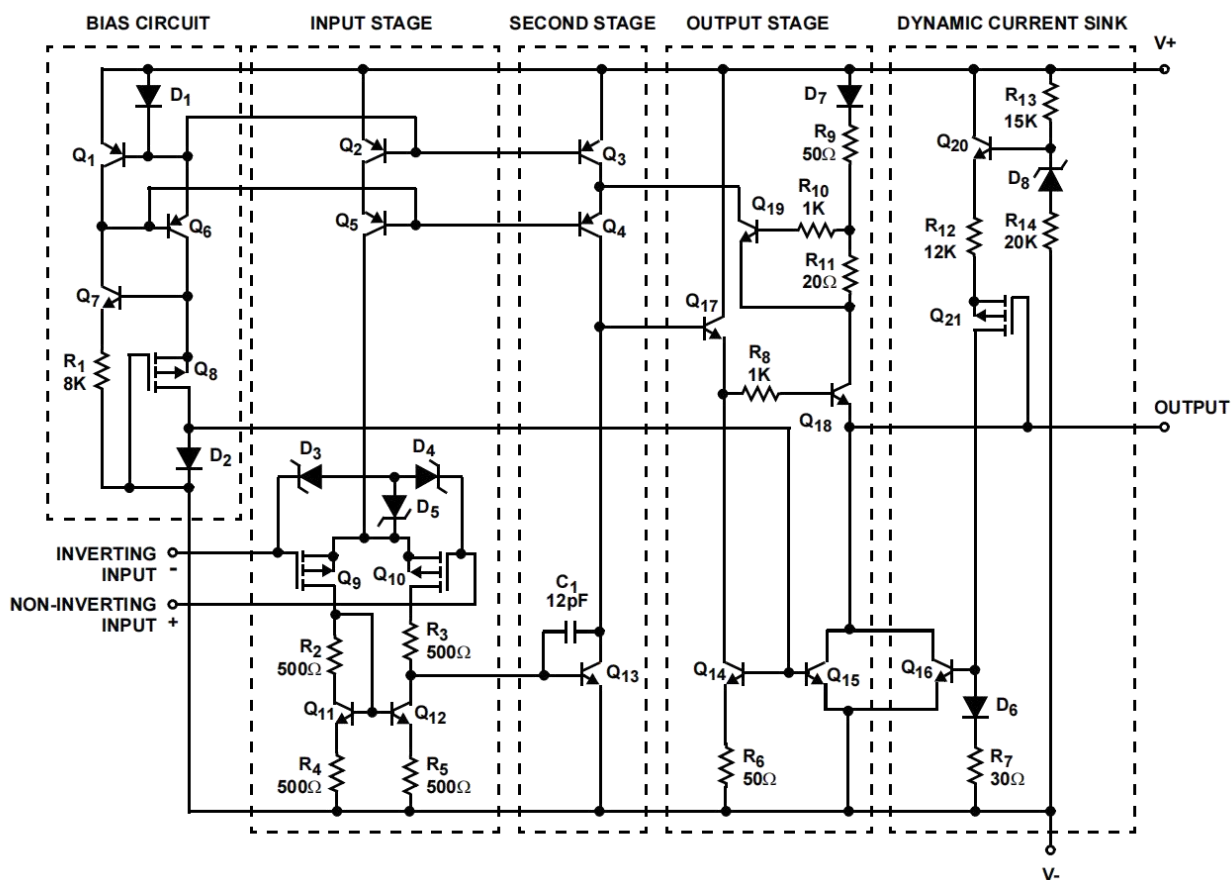 BIAS CIRCUIT
INPUT STAGE
SECOND STAGE
OUTPUT STAGE
DYNAMIC CURRENT SINK
V+
D1
D7
R13
15K
Q1
Q2
Q3
R9
50Ω
Q20
D8
Q6
Q5
Q4
Q19
R10
1K
R12
12K
R14
20K
R11
20Ω
Q7
Q17
Q21
R1
8K
Q8
R8
1K
OUTPUT
Q18
D2
D3
D4
D5
INVERTING
INPUT
-
Q9
Q10
C1
12pF
NON-INVERTING
INPUT
+
R2
500Ω
R3
500Ω
Q13
Q14
Q15
Q16
Q11
Q12
D6
R4
500Ω
R5
500Ω
R6
50Ω
R7
30Ω
V-